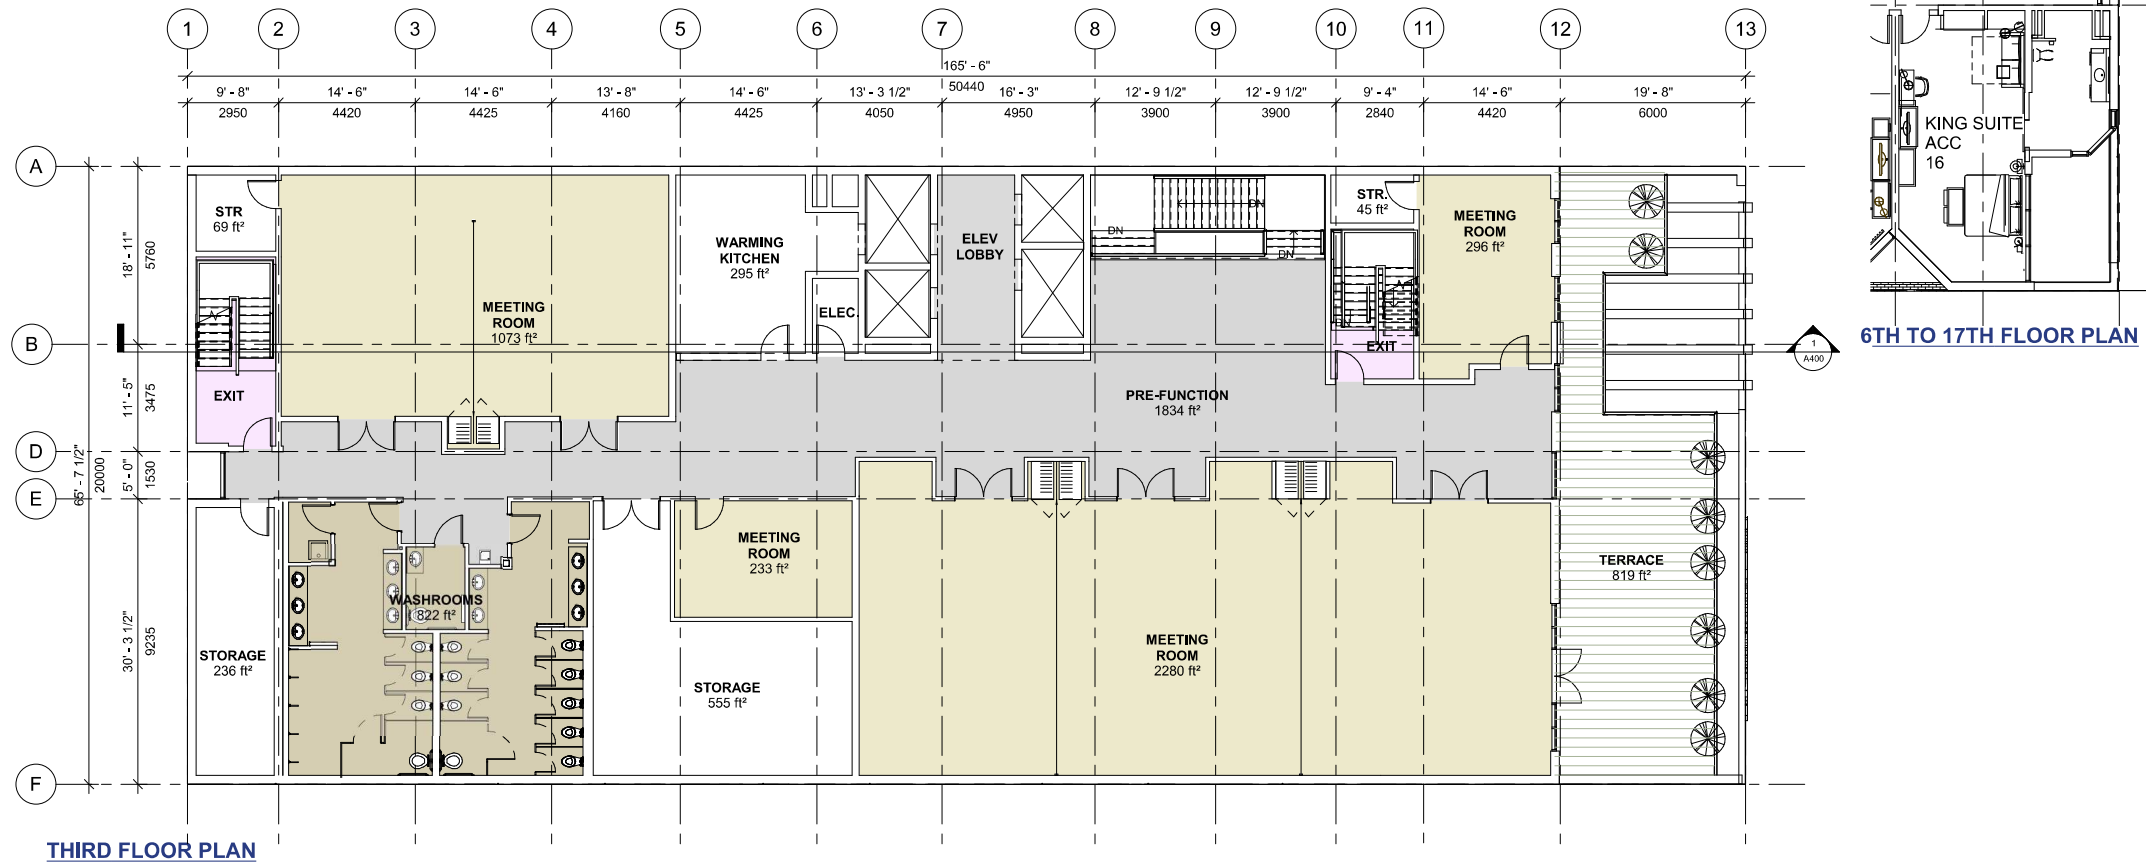 1 2 3 4 5 6 7 8 9 10 11 12 13
165' - 6"
50440
9' - 8" 14' - 6" 14' - 6" 13' - 8" 14' - 6" 13' - 3 1/2" 16' - 3" 12' - 9 1/2" 12' - 9 1/2" 9' - 4" 14' - 6" 19' - 8"
2950 4420 4425 4160 4425 4050 4950 3900 3900 2840 4420 6000
A
B
D
E
F
18' - 11"
5760
11' - 5"
3475
5' - 0"
1530
30' - 3 1/2"
9235
65' - 7 1/2"
20000
STR
69 ft²
EXIT
MEETING
ROOM
1073 ft²
WARMING
KITCHEN
295 ft²
ELEC.
ELEV
LOBBY
DN
DN
DN
STR.
45 ft²
DN
EXIT
MEETING
ROOM
296 ft²
PRE-FUNCTION
1834 ft²
STORAGE
236 ft²
WASHROOMS
822 ft²
MEETING
ROOM
233 ft²
STORAGE
555 ft²
MEETING
ROOM
2280 ft²
TERRACE
819 ft²
1
A400
THIRD FLOOR PLAN
KING SUITE
ACC
16
6TH TO 17TH FLOOR PLAN